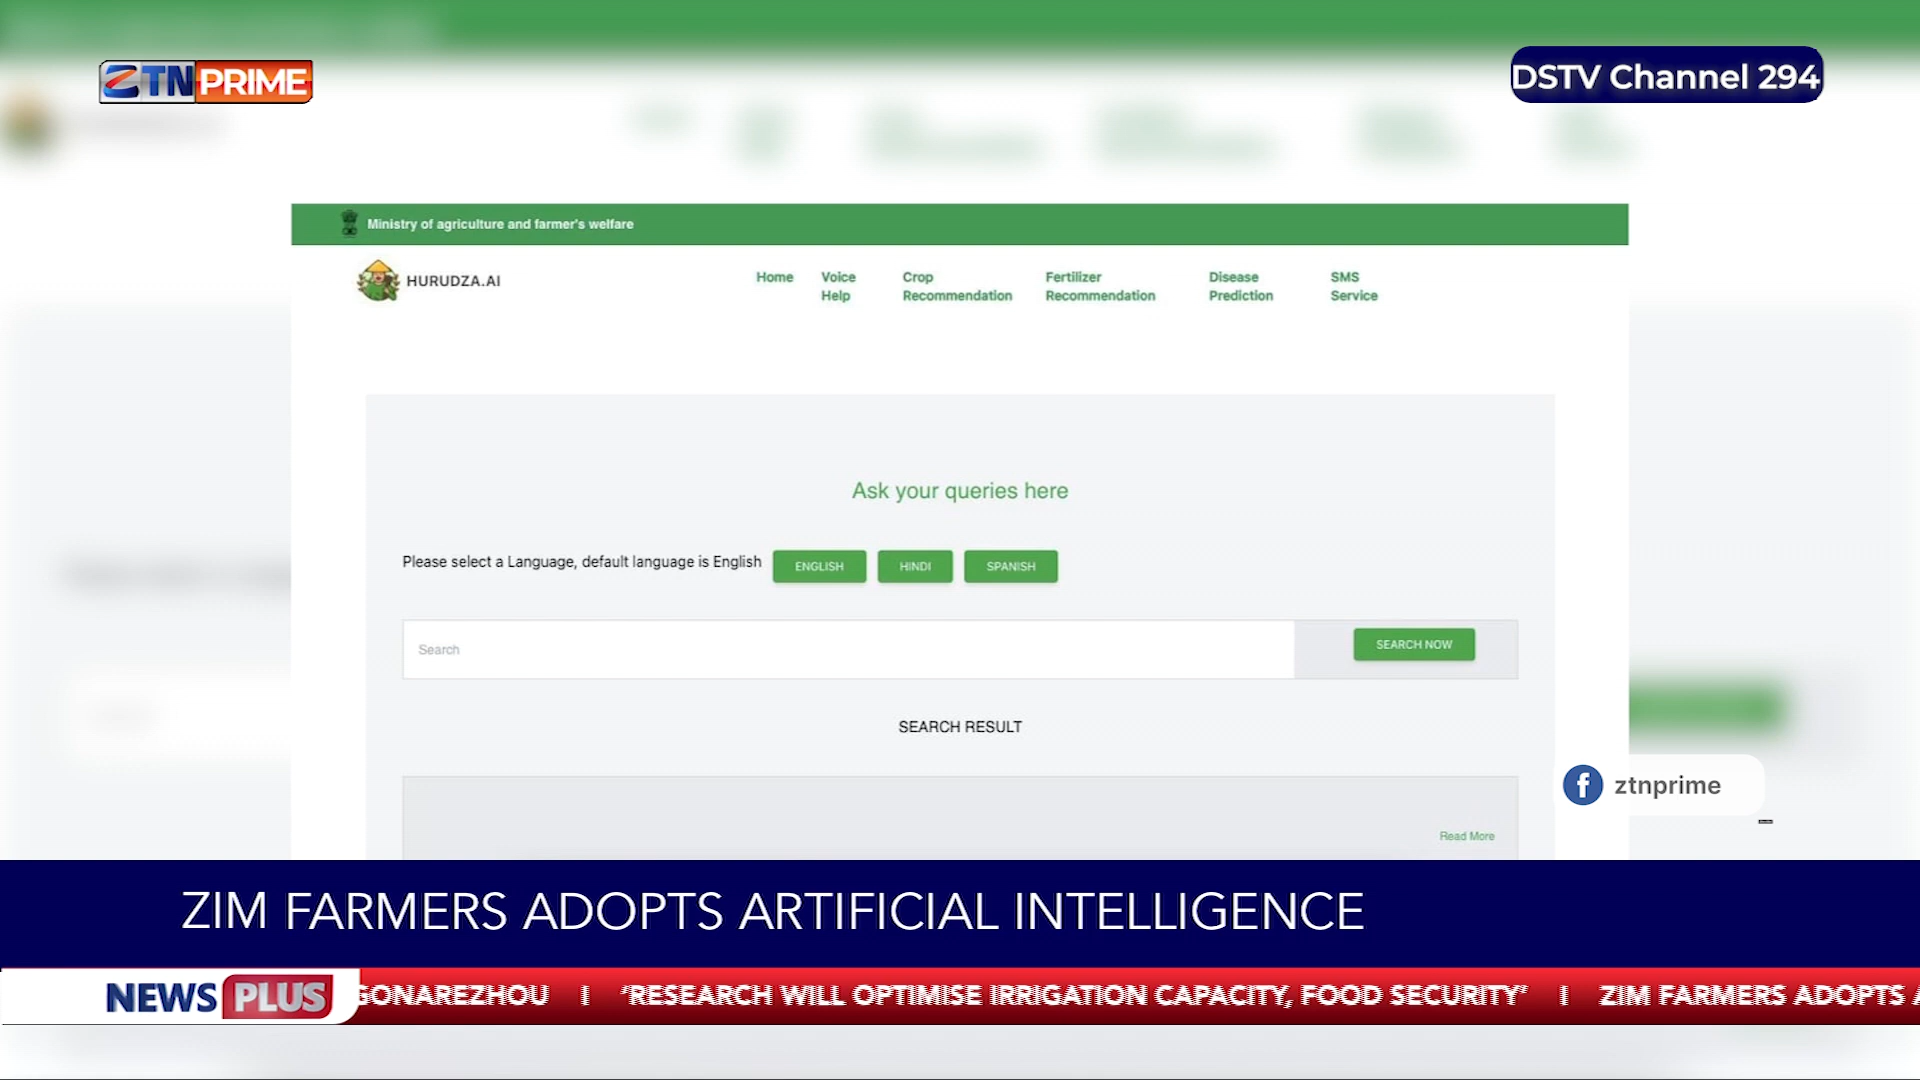 ZTN PRIME
DSTV Channel 294
Ministry of agriculture and farmer's welfare
HURUDZA.AI
Home
Voice Help
Crop Recommendation
Fertilizer Recommendation
Disease Prediction
SMS Service
Ask your queries here
Please select a Language, default language is English
ENGLISH
HINDI
SPANISH
Search
SEARCH NOW
SEARCH RESULT
Read More
ztnprime
ZIM FARMERS ADOPTS ARTIFICIAL INTELLIGENCE
NEWS PLUS
GONAREZHOU I 'RESEARCH WILL OPTIMISE IRRIGATION CAPACITY, FOOD SECURITY' I ZIM FARMERS ADOPTS